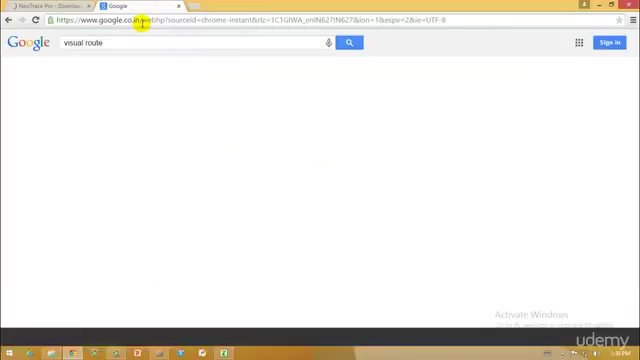 NeoTrace Pro - Downloa
Google
https://www.google.co.in/webhp?sourceid=chrome-instant&rlz=1C1GIWA_enIN627IN627&ion=1&espv=2&ie=UTF-8
Google
visual route
Sign in
Activate Windows
udemy